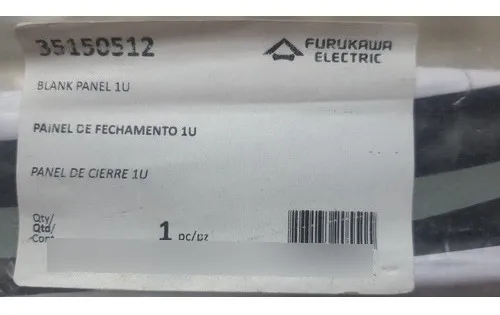 35150512
FURUKAWA
ELECTRIC
BLANK PANEL 1U
PAINEL DE FECHAMENTO 1U
PANEL DE CIERRE 1U
Qty/
Qtd/
Cant
1 pc/pz